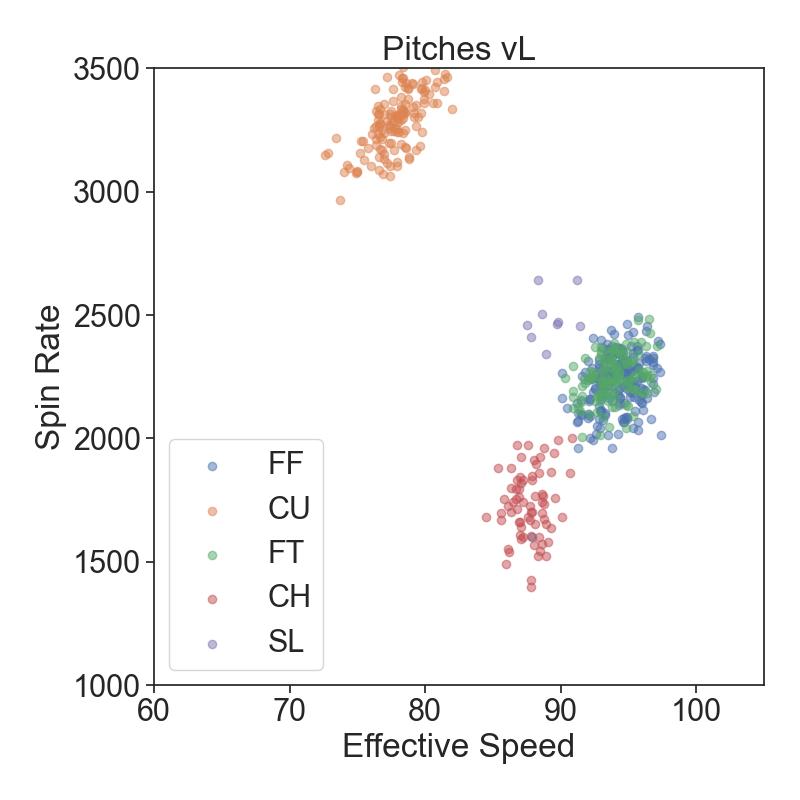 Pitches vL
3500
3000
2500
2000
1500
1000
Spin Rate
FF
CU
FT
CH
SL
60 70 80 90 100
Effective Speed